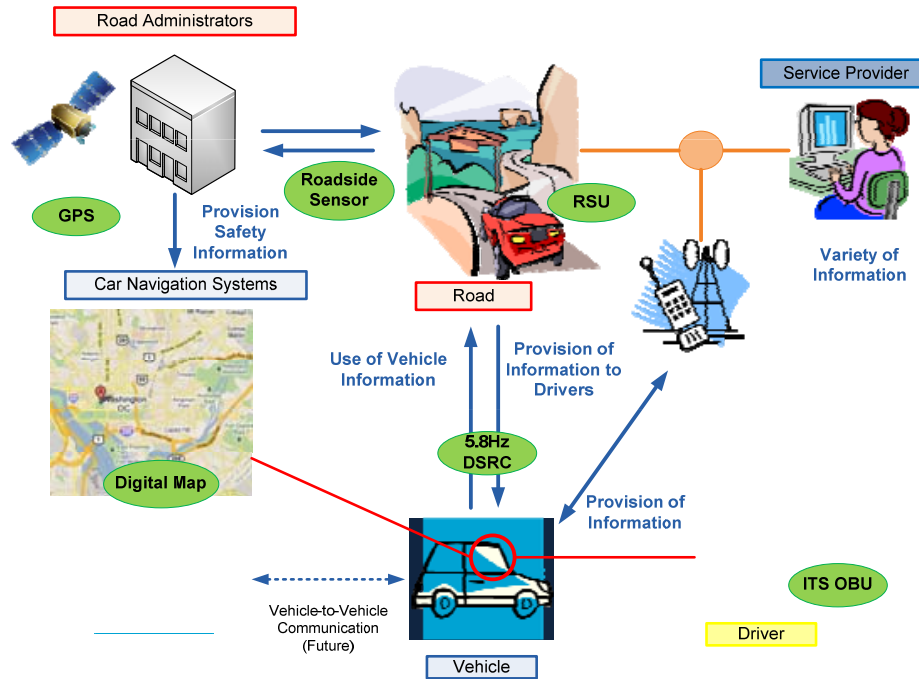 Road Administrators
Service Provider
Roadside
Sensor
RSU
GPS
Provision
Safety
Information
Variety of
Information
Car Navigation Systems
Road
Use of Vehicle
Information
Provision of
Information to
Drivers
Washington
DC
5.8Hz
DSRC
Digital Map
Provision of
Information
ITS OBU
Vehicle-to-Vehicle
Communication
(Future)
Driver
Vehicle